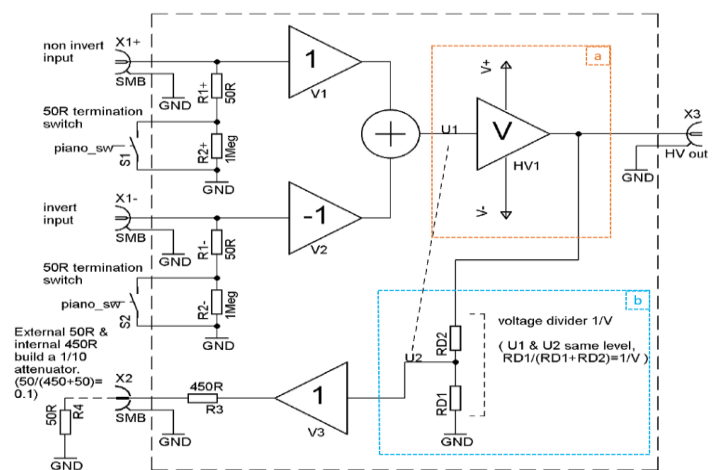 non invert
input
X1+
SMB
GND
R1+
50R
1
V1
50R termination
switch
piano_sw
S1
R2+
1Meg
GND
a
V+
U1
V
HV1
V-
X3
HV out
GND
invert
input
X1-
SMB
GND
R1-
50R
-1
V2
50R termination
switch
piano_sw
S2
R2-
1Meg
GND
b
voltage divider 1/V
( U1 & U2 same level,
RD1/(RD1+RD2)=1/V )
RD2
U2
RD1
GND
External 50R &
internal 450R
build a 1/10
attenuator.
(50/(450+50)=
0.1)
X2
SMB
50R
R4
GND
GND
450R
R3
1
V3